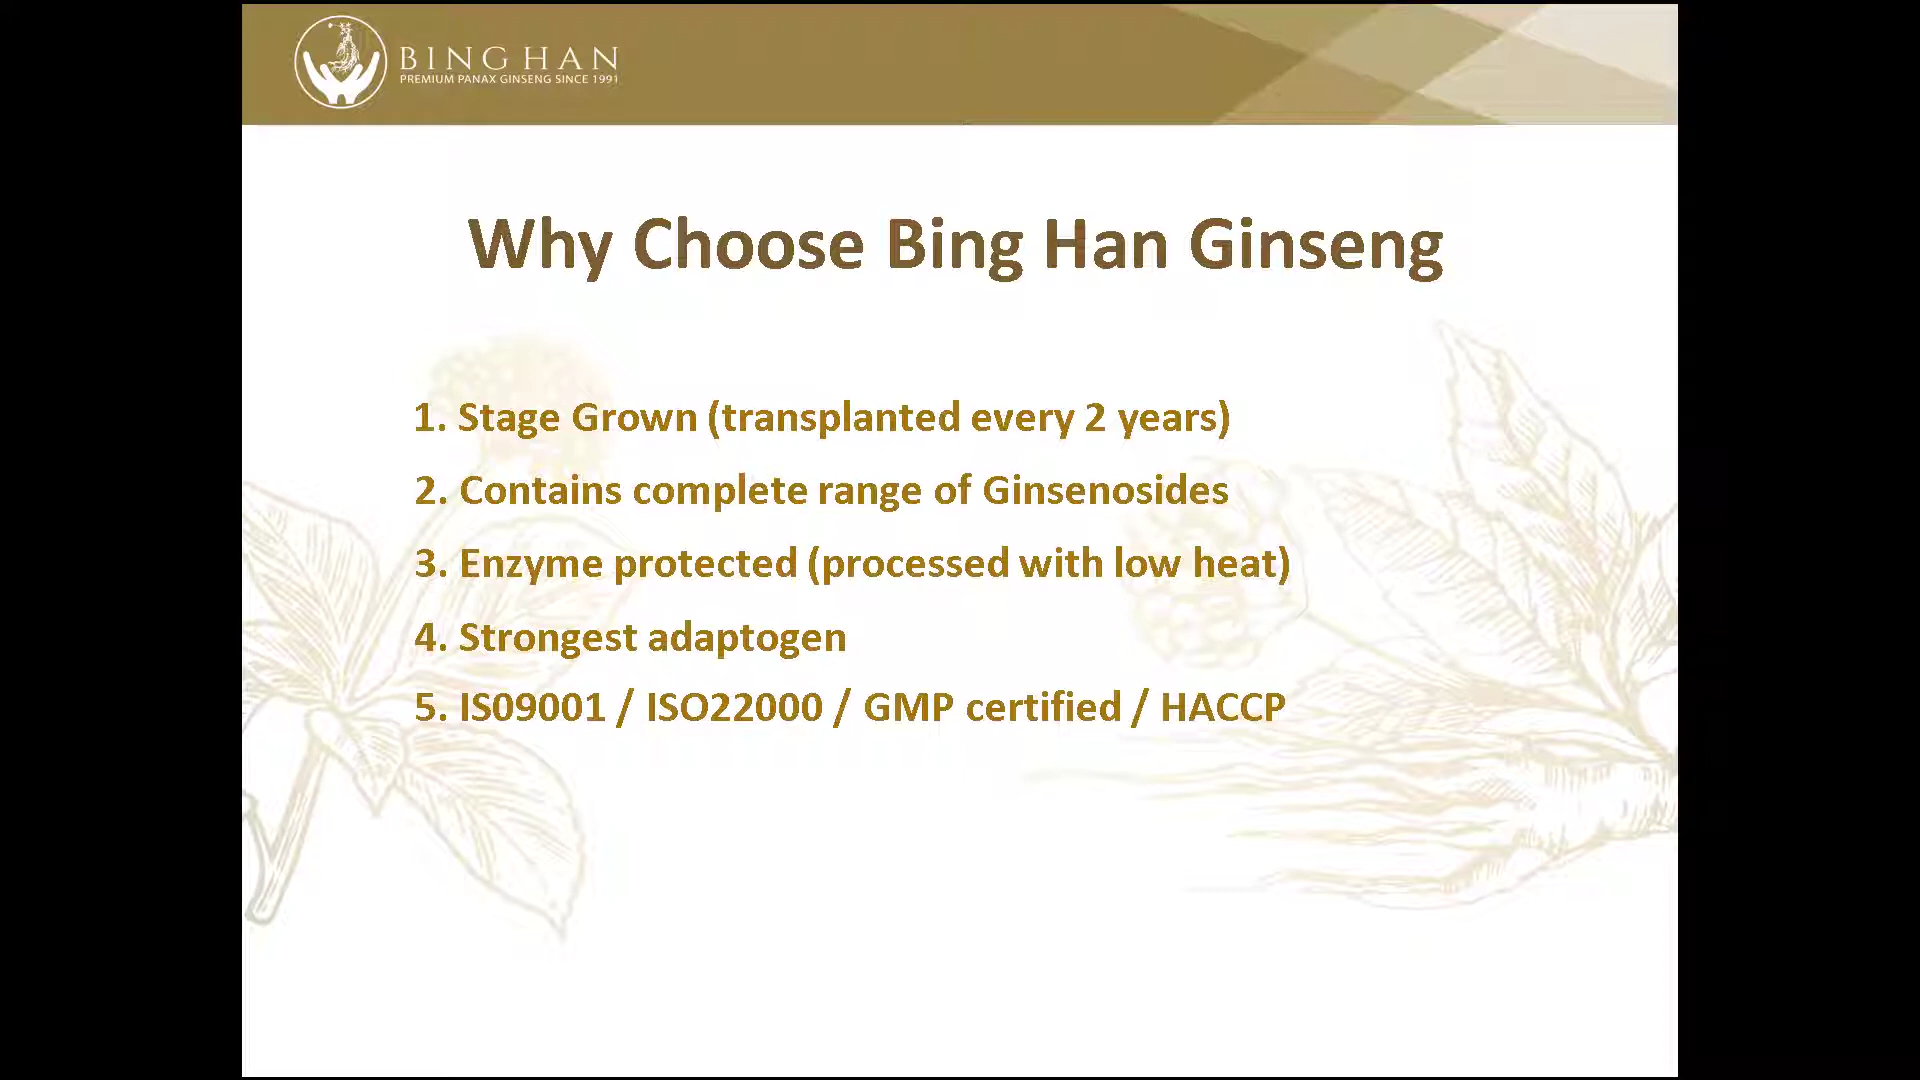 BING HAN
PREMIUM PANAX GINSENG SINCE 1991
Why Choose Bing Han Ginseng
1. Stage Grown (transplanted every 2 years)
2. Contains complete range of Ginsenosides
3. Enzyme protected (processed with low heat)
4. Strongest adaptogen
5. IS09001 / ISO22000 / GMP certified / HACCP